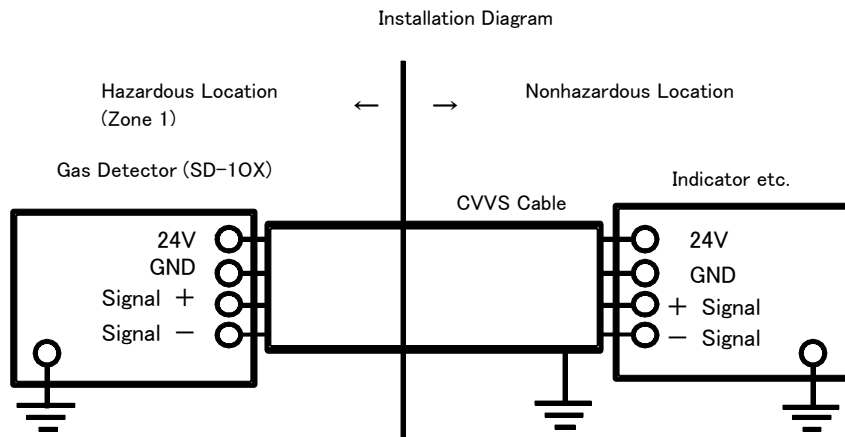 Installation Diagram
Hazardous Location
(Zone 1)
← →
Nonhazardous Location
Gas Detector (SD-1OX)
Indicator etc.
CVVS Cable
24V
GND
Signal +
Signal −
24V
GND
+ Signal
− Signal